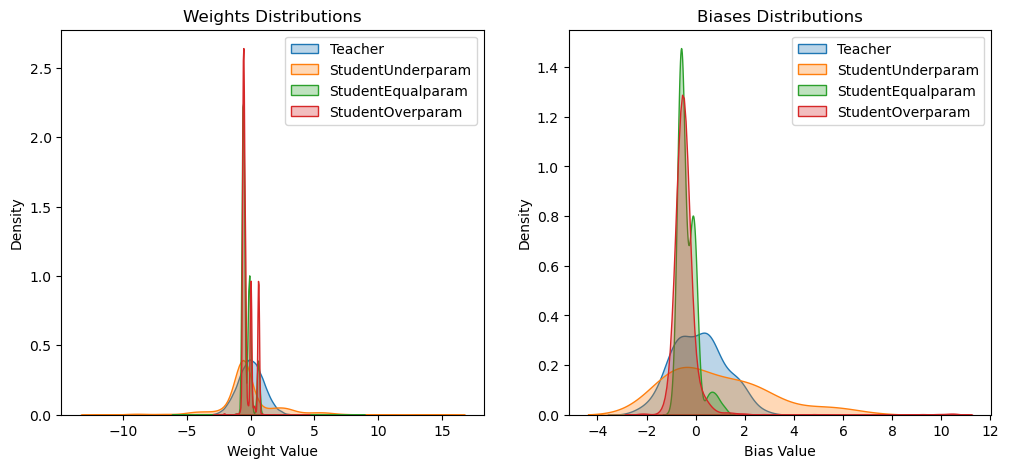 Weights Distributions
Teacher
StudentUnderparam
StudentEqualparam
StudentOverparam
2.5
2.0
1.5
1.0
0.5
0.0
Density
−10
−5
0
5
10
15
Weight Value
Biases Distributions
Teacher
StudentUnderparam
StudentEqualparam
StudentOverparam
1.4
1.2
1.0
0.8
0.6
0.4
0.2
0.0
Density
−4
−2
0
2
4
6
8
10
12
Bias Value